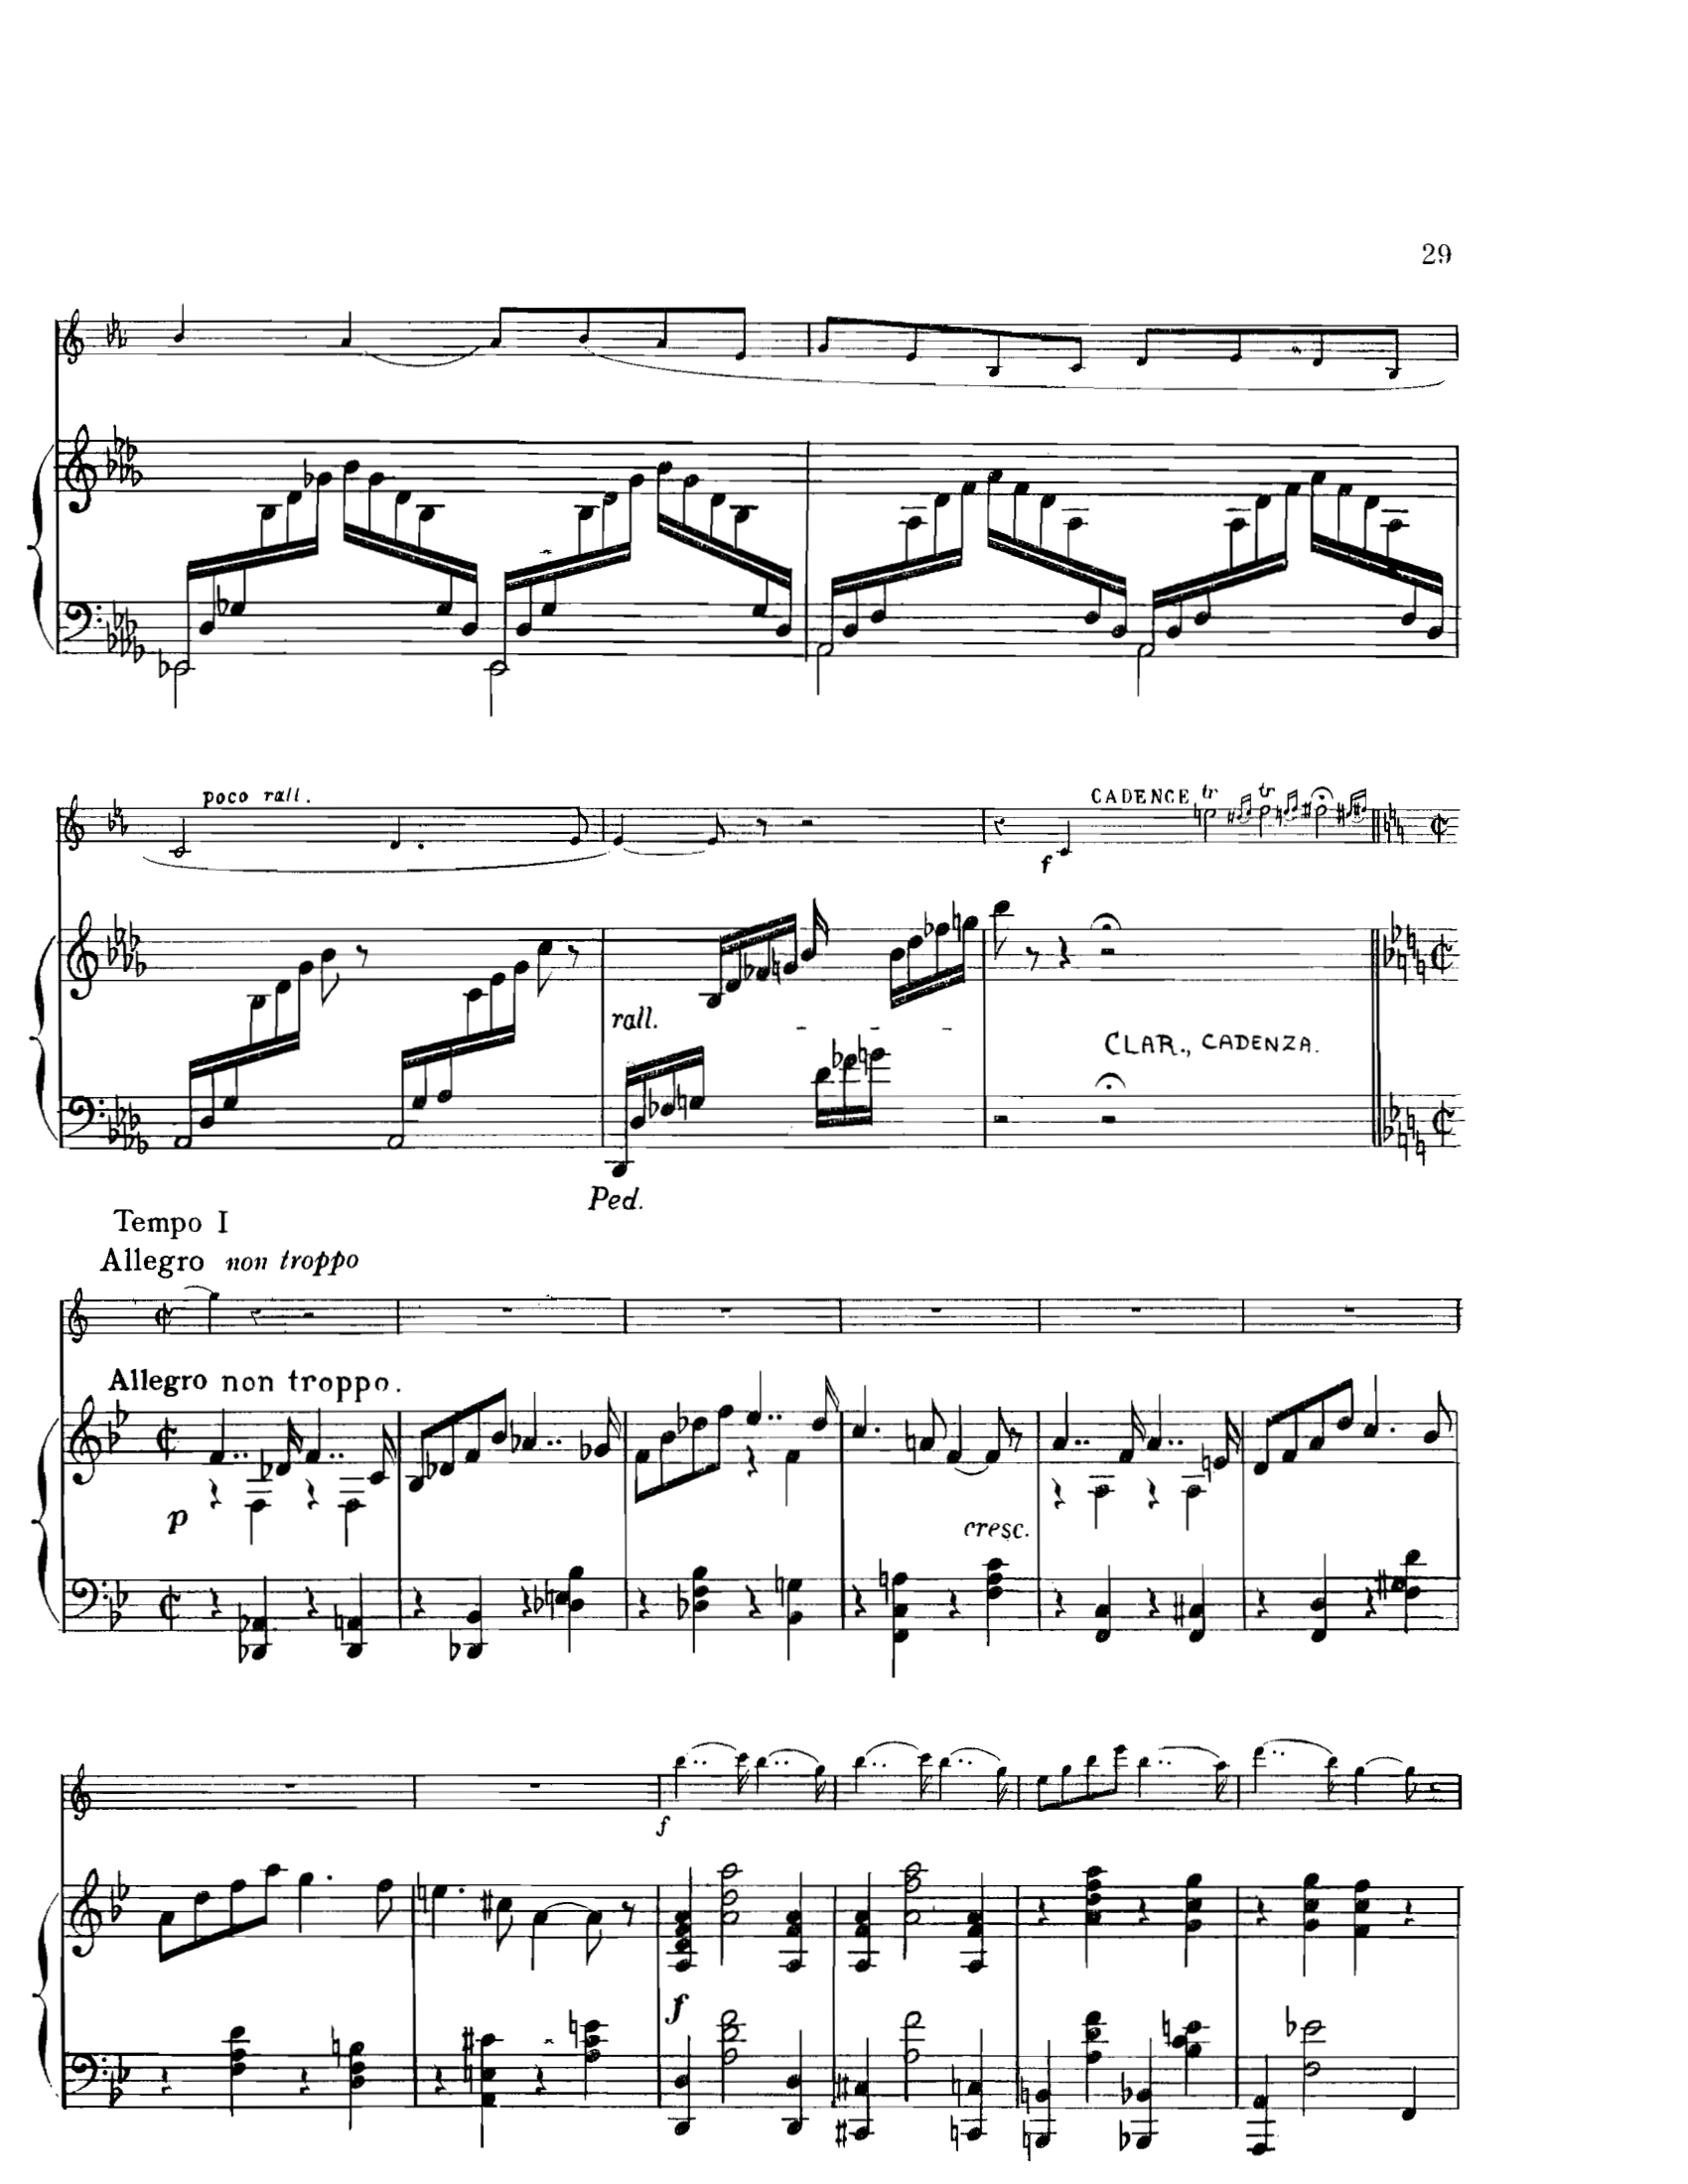 29
poco rall.
CADENCE tr tr
f
rall.
CLAR., CADENZA.
Ped.
Tempo I
Allegro non troppo
Allegro non troppo.
p
cresc.
f
f